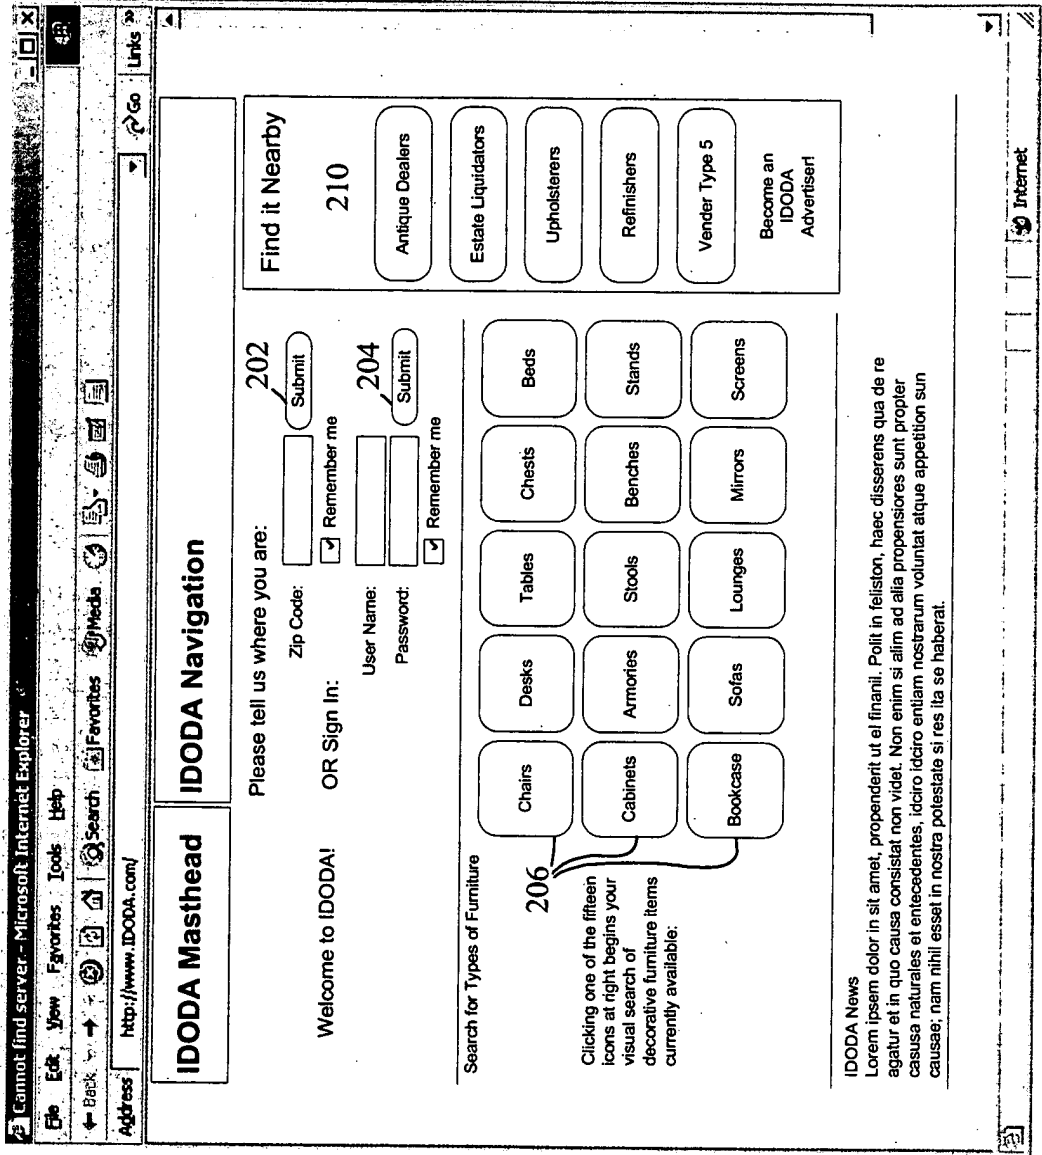 Cannot find server - Microsoft Internet Explorer
File Edit View Favorites Tools Help
Back Search Favorites Media
Address http://www.IDODA.com/ Go Links »
IDODA Masthead IDODA Navigation
Please tell us where you are:
202
Zip Code: Submit
Remember me
Welcome to IDODA! OR Sign In:
204
User Name:
Password: Submit
Remember me
Find it Nearby
210
Antique Dealers
Estate Liquidators
Upholsterers
Refinishers
Vender Type 5
Become an
IDODA
Advertiser!
Search for Types of Furniture
206
Clicking one of the fifteen
icons at right begins your
visual search of
decorative furniture items
currently available:
Chairs Desks Tables Chests Beds
Cabinets Armories Stools Benches Stands
Bookcase Sofas Lounges Mirrors Screens
IDODA News
Lorem ipsem dolor in sit amet, propenderit ut el finanil. Polit in feliston, haec disserens qua de re
agatur et in quo causa consistat non videt. Non enim si alim ad alia propensiores sunt propter
casusa naturales et entecedentes, idciro entiam nostrarum voluntat atque appetition sun
causae; nam nihil esset in nostra potestate si res ita se haberat.
Internet